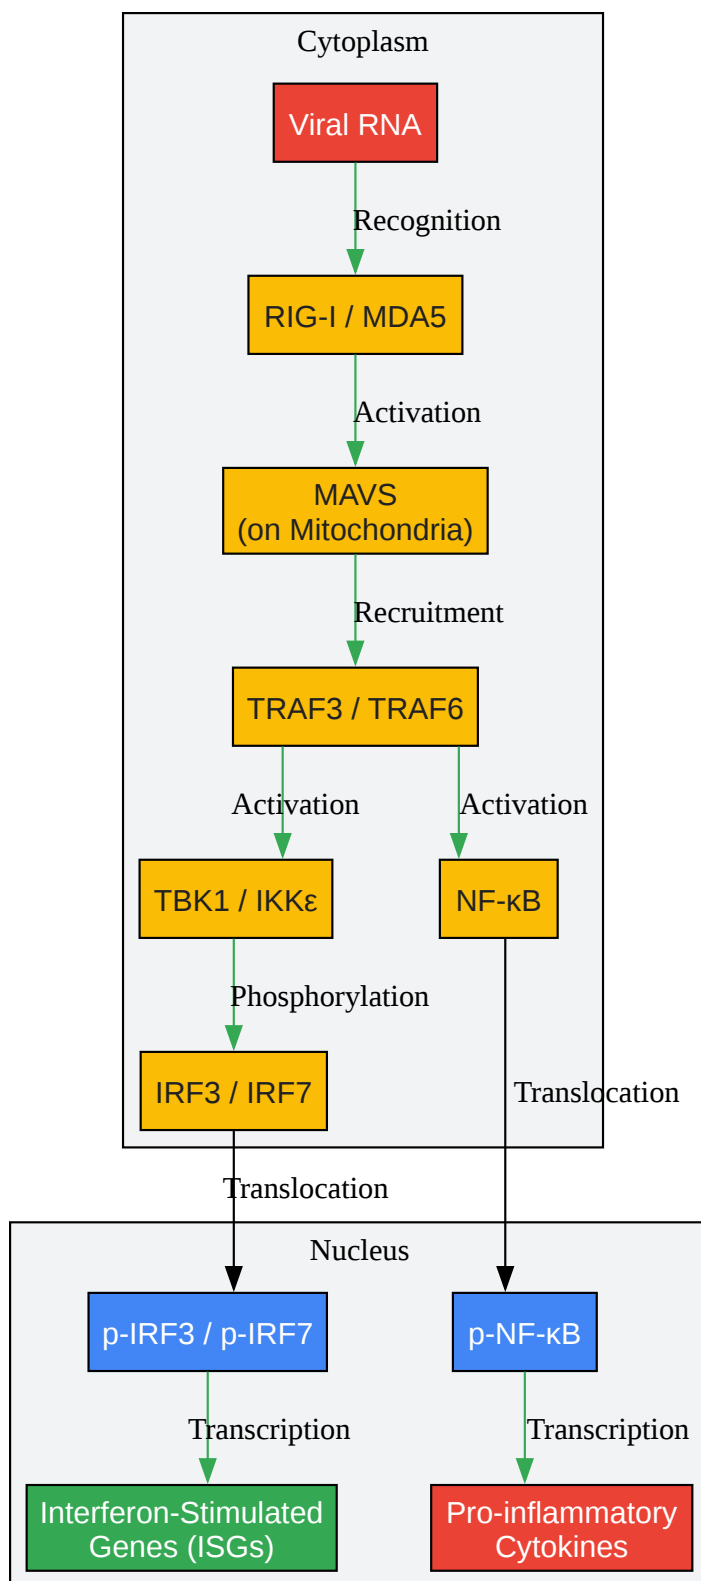 Cytoplasm
Viral RNA
Recognition
RIG-I / MDA5
Activation
MAVS
(on Mitochondria)
Recruitment
TRAF3 / TRAF6
Activation
Activation
TBK1 / IKKε
NF-κB
Phosphorylation
IRF3 / IRF7
Translocation
Translocation
Nucleus
p-IRF3 / p-IRF7
p-NF-κB
Transcription
Transcription
Interferon-Stimulated
Genes (ISGs)
Pro-inflammatory
Cytokines